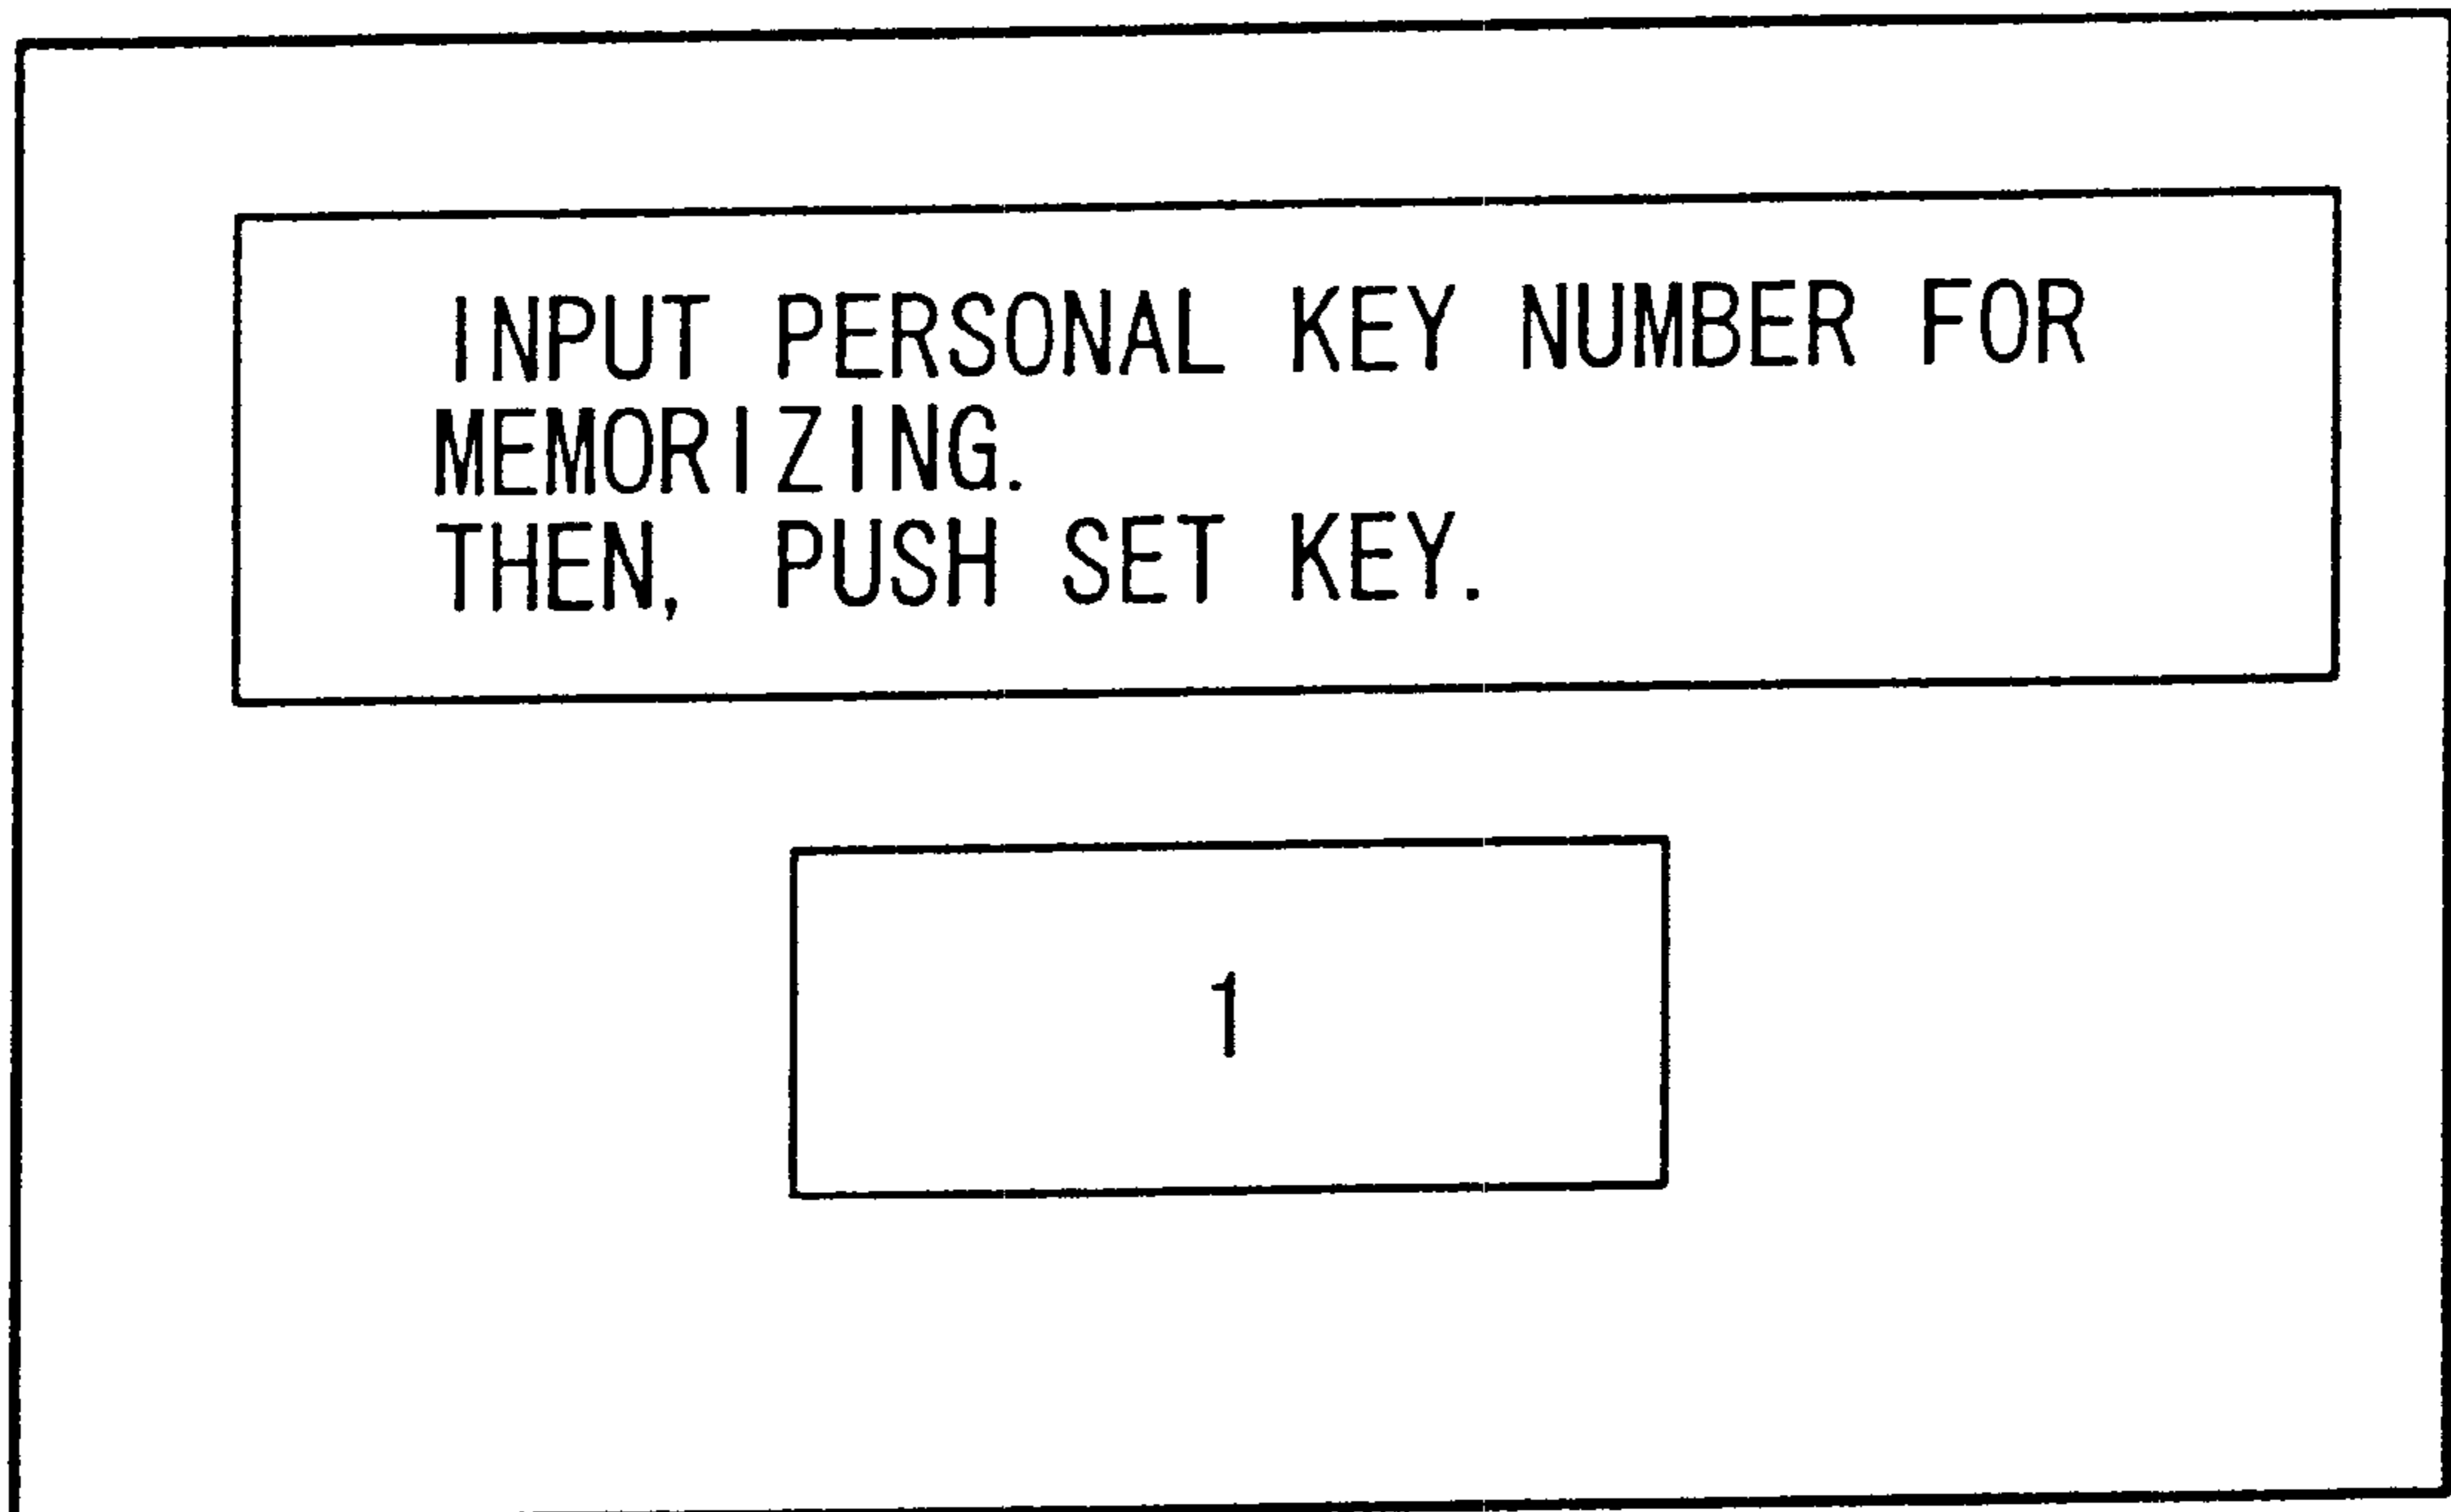 INPUT PERSONAL KEY NUMBER FOR
MEMORIZING.
THEN, PUSH SET KEY.
1